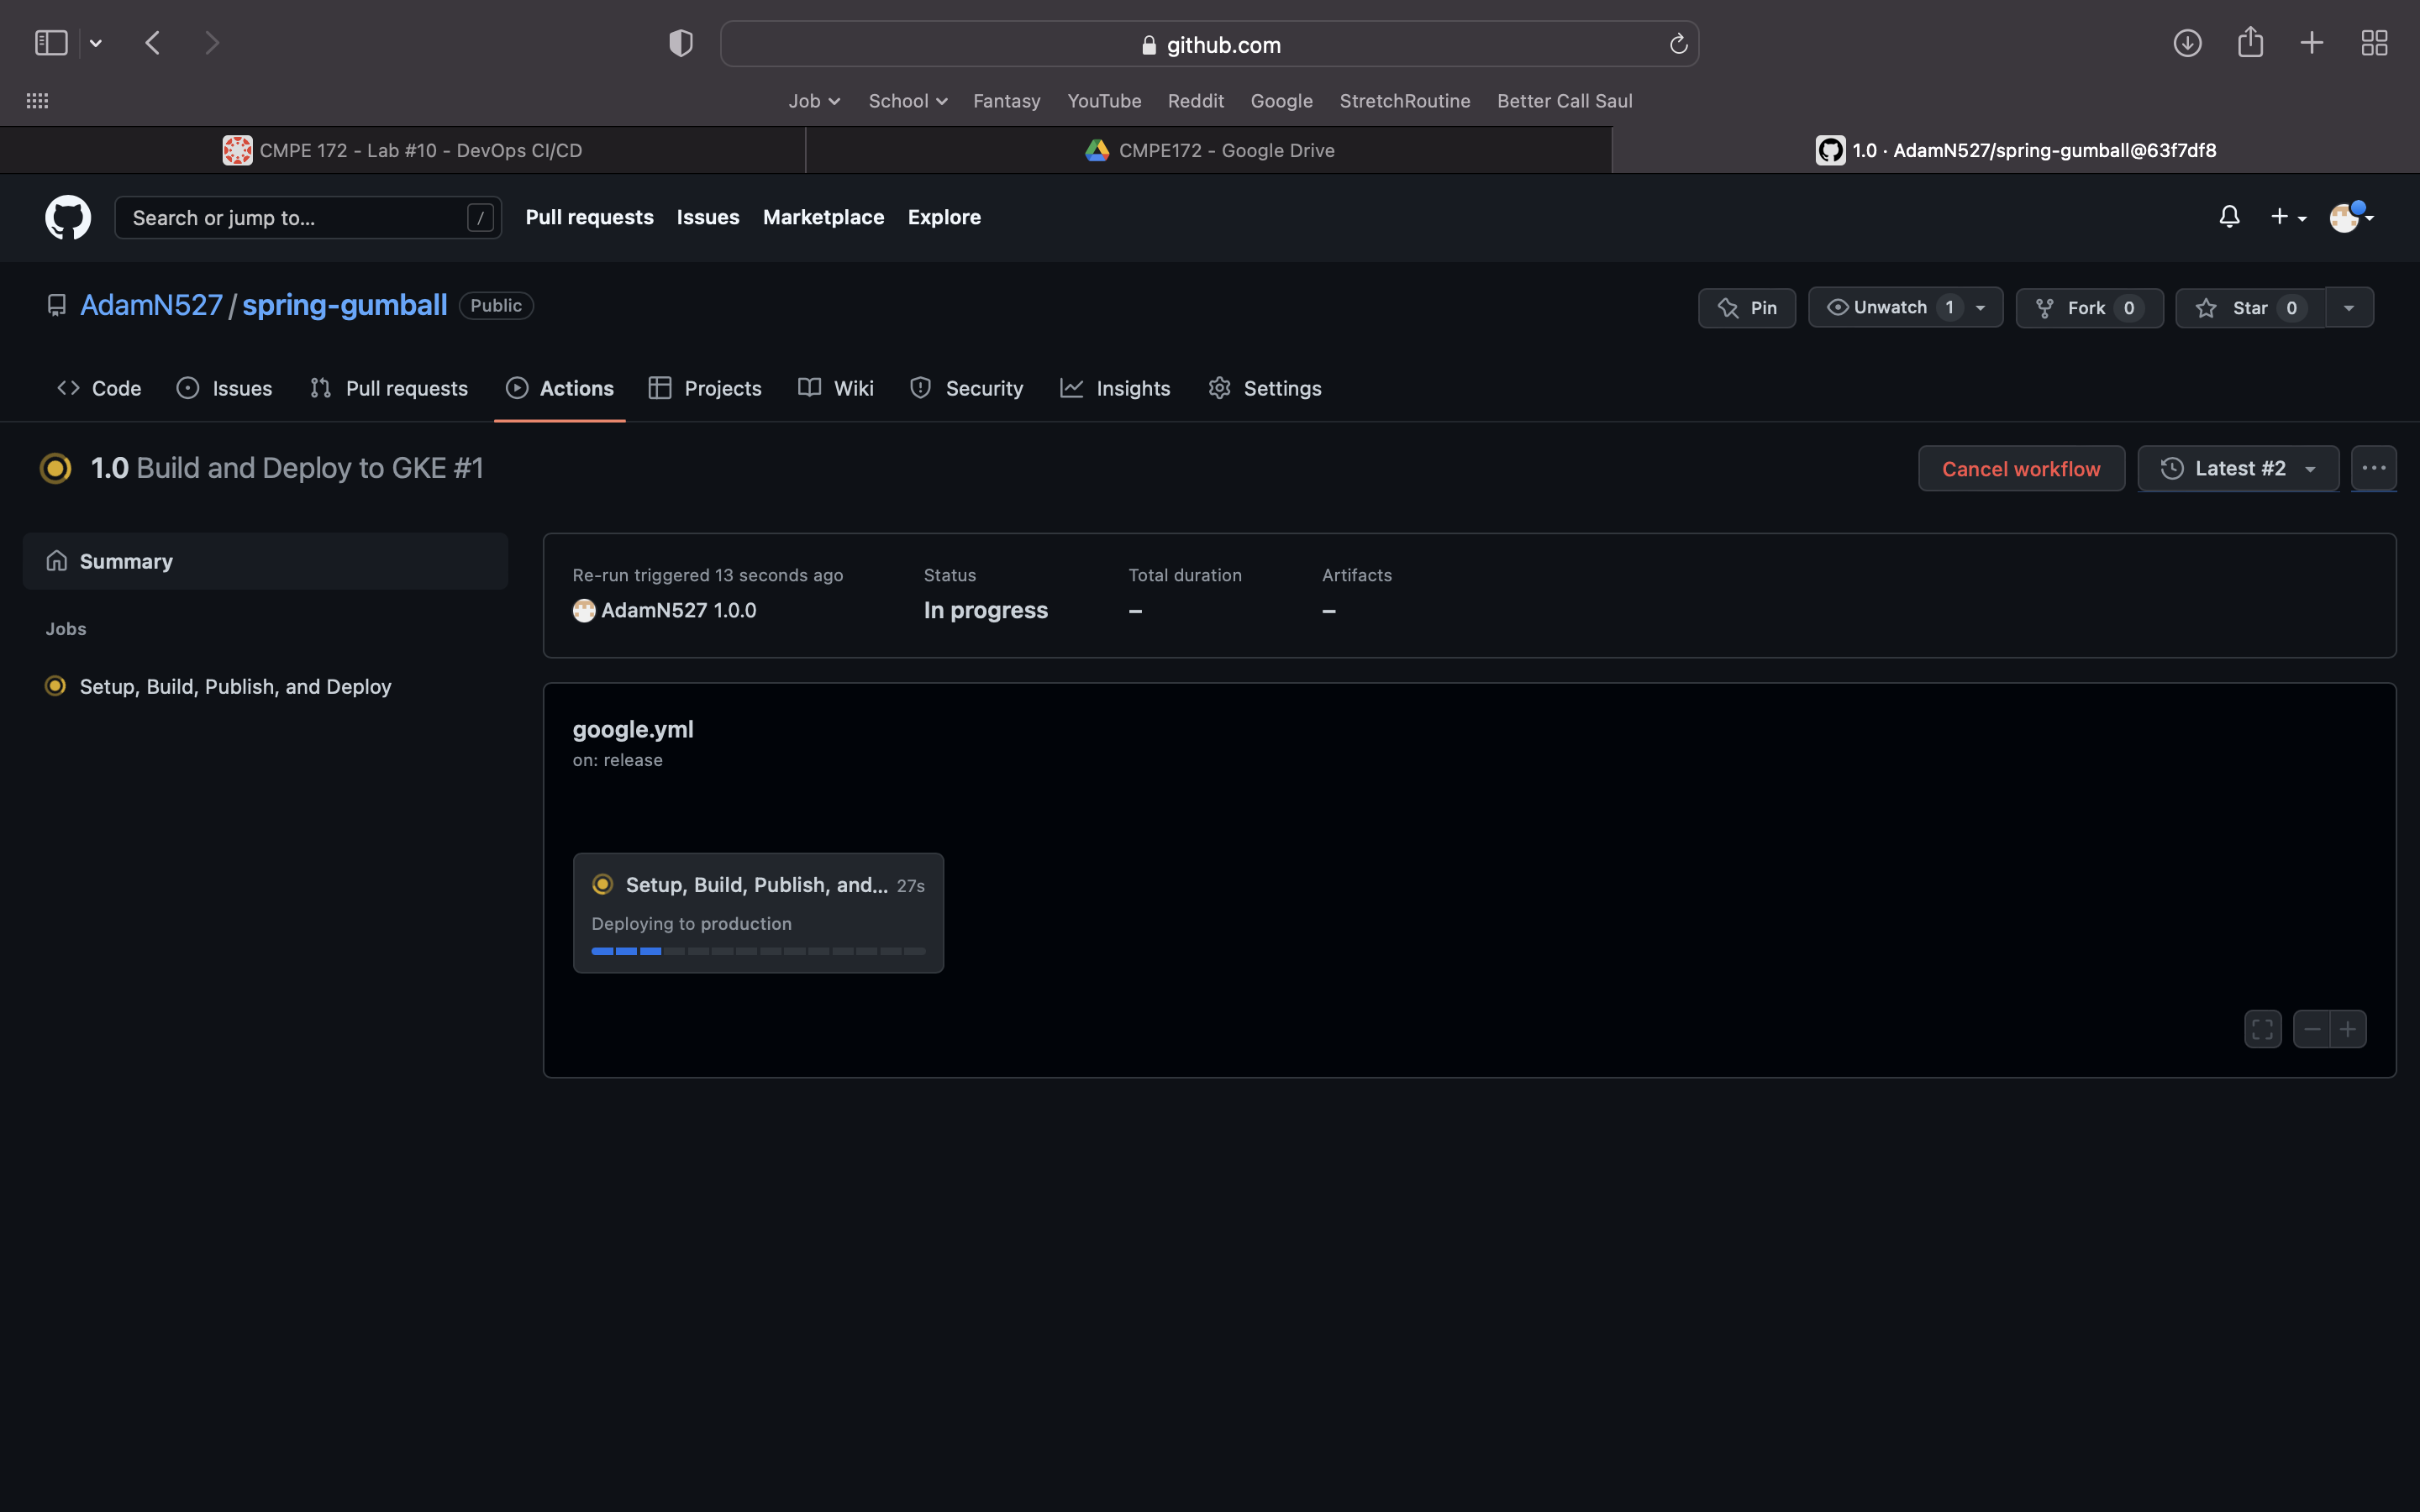 github.com
Job School Fantasy YouTube Reddit Google StretchRoutine Better Call Saul
CMPE 172 - Lab #10 - DevOps CI/CD CMPE172 - Google Drive 1.0 · AdamN527/spring-gumball@63f7df8
Search or jump to... / Pull requests Issues Marketplace Explore
AdamN527 / spring-gumball Public Pin Unwatch 1 Fork 0 Star 0
Code Issues Pull requests Actions Projects Wiki Security Insights Settings
1.0 Build and Deploy to GKE #1 Cancel workflow Latest #2
Summary
Jobs
Setup, Build, Publish, and Deploy
Re-run triggered 13 seconds ago Status Total duration Artifacts
AdamN527 1.0.0 In progress – –
google.yml
on: release
Setup, Build, Publish, and... 27s
Deploying to production